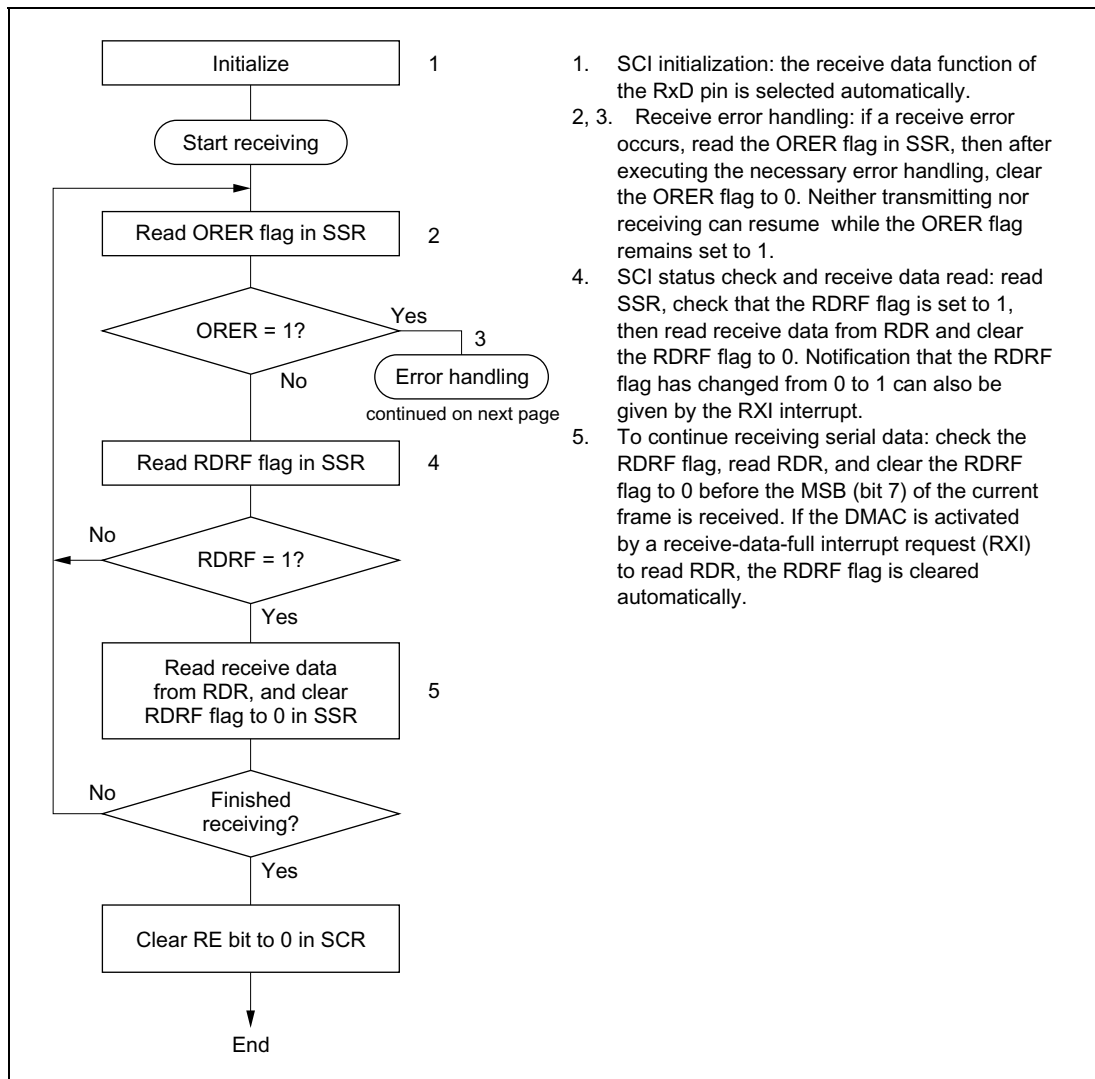 Initialize
1
Start receiving
Read ORER flag in SSR
2
ORER = 1?
Yes
3
Error handling
continued on next page
No
Read RDRF flag in SSR
4
No
RDRF = 1?
Yes
Read receive data
from RDR, and clear
RDRF flag to 0 in SSR
5
No
Finished
receiving?
Yes
Clear RE bit to 0 in SCR
End
1. SCI initialization: the receive data function of
the RxD pin is selected automatically.
2, 3. Receive error handling: if a receive error
occurs, read the ORER flag in SSR, then after
executing the necessary error handling, clear
the ORER flag to 0. Neither transmitting nor
receiving can resume while the ORER flag
remains set to 1.
4. SCI status check and receive data read: read
SSR, check that the RDRF flag is set to 1,
then read receive data from RDR and clear
the RDRF flag to 0. Notification that the RDRF
flag has changed from 0 to 1 can also be
given by the RXI interrupt.
5. To continue receiving serial data: check the
RDRF flag, read RDR, and clear the RDRF
flag to 0 before the MSB (bit 7) of the current
frame is received. If the DMAC is activated
by a receive-data-full interrupt request (RXI)
to read RDR, the RDRF flag is cleared
automatically.